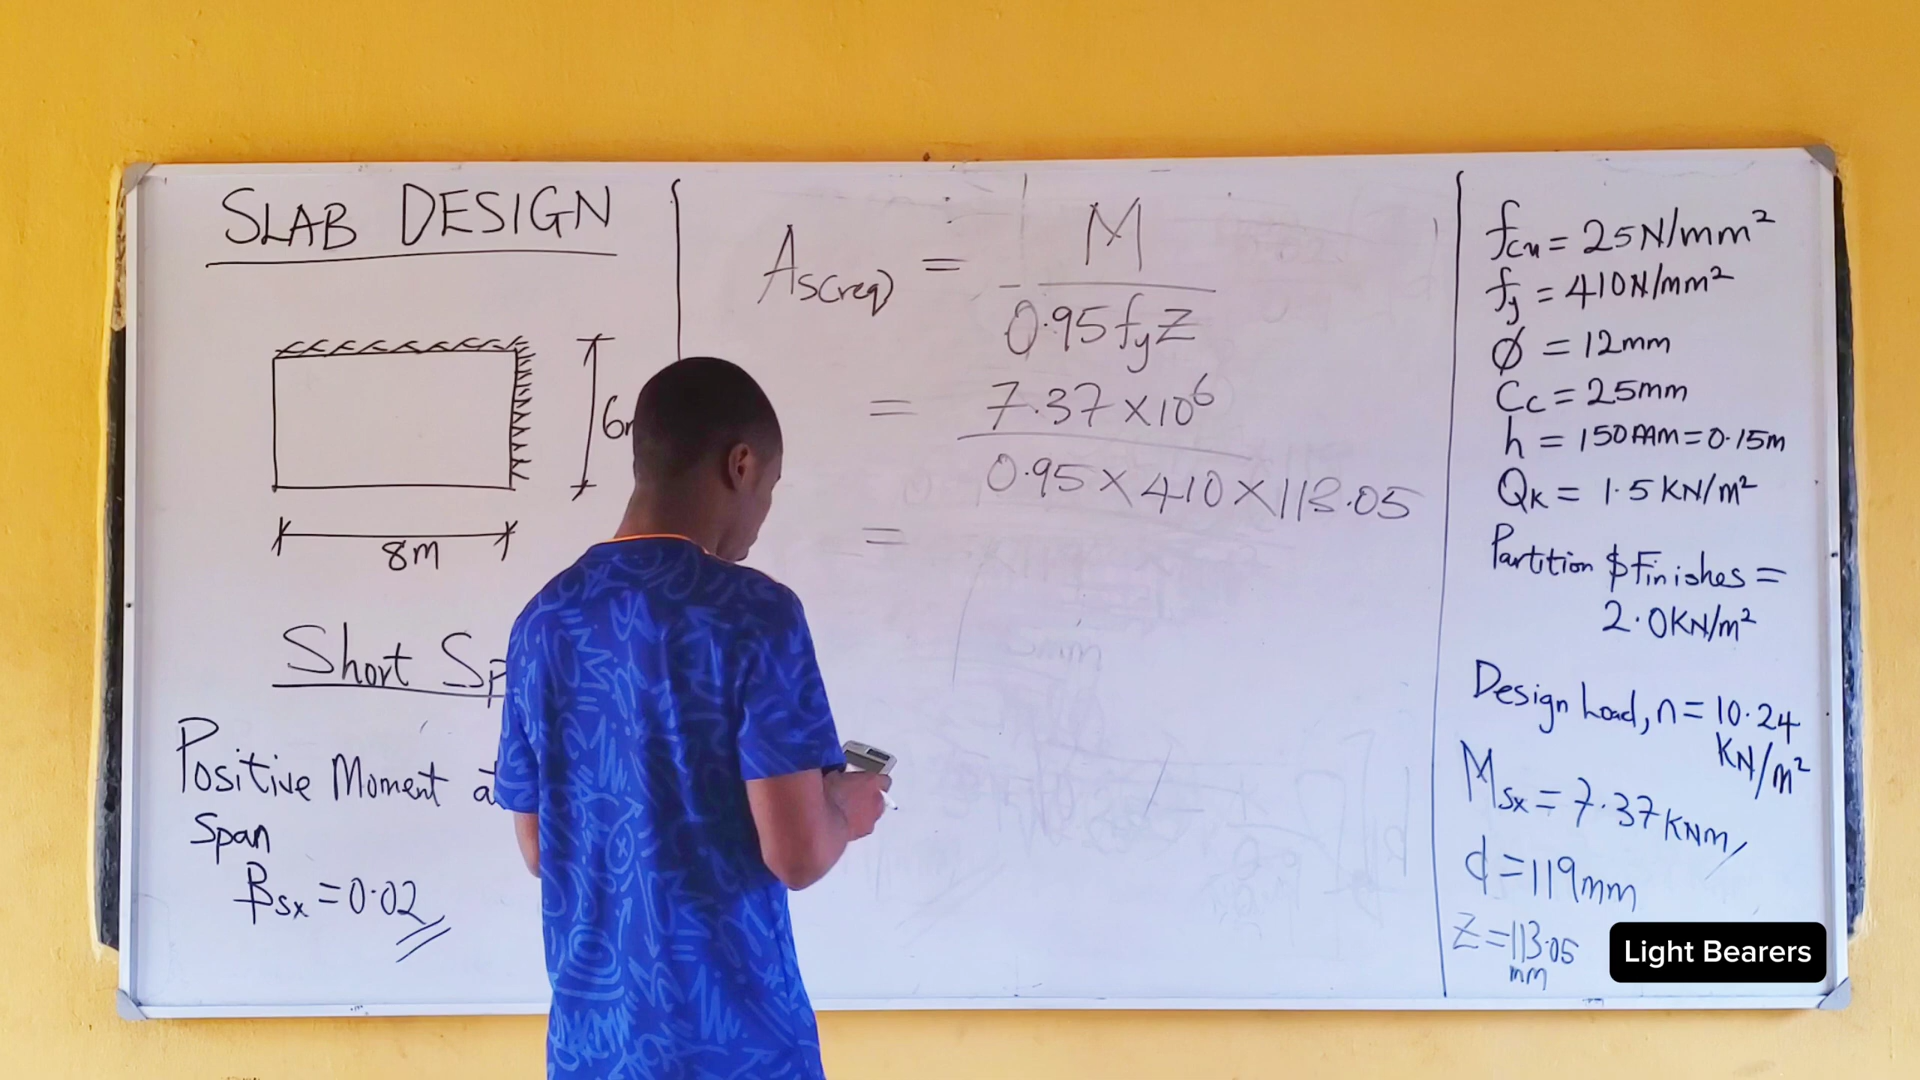 SLAB DESIGN
8m
Positive Moment
Span
βsx = 0.02
As(req) = M
0.95fyZ
= 7.37 × 10⁶
0.95 × 410 × 113.05
=
fcu = 25N/mm²
fy = 410N/mm²
Ø = 12mm
Cc = 25mm
h = 150mm = 0.15m
QK = 1.5KN/m²
Partition & Finishes =
2.0KN/m²
Design Load, n = 10.24
KN/m²
Msx = 7.37KNm
d = 119mm
Z = 113.05
mm
Short
Light Bearers